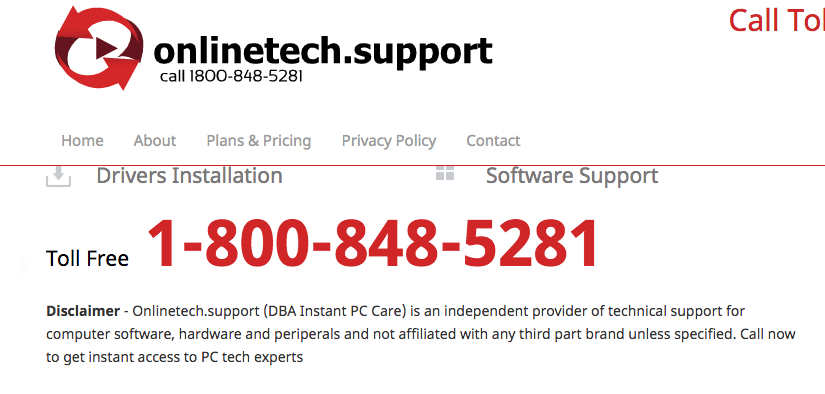 Call Tol
onlinetech.support
call 1800-848-5281
Home About Plans & Pricing Privacy Policy Contact
Drivers Installation Software Support
Toll Free 1-800-848-5281
Disclaimer - Onlinetech.support (DBA Instant PC Care) is an independent provider of technical support for
computer software, hardware and periperals and not affiliated with any third part brand unless specified. Call now
to get instant access to PC tech experts